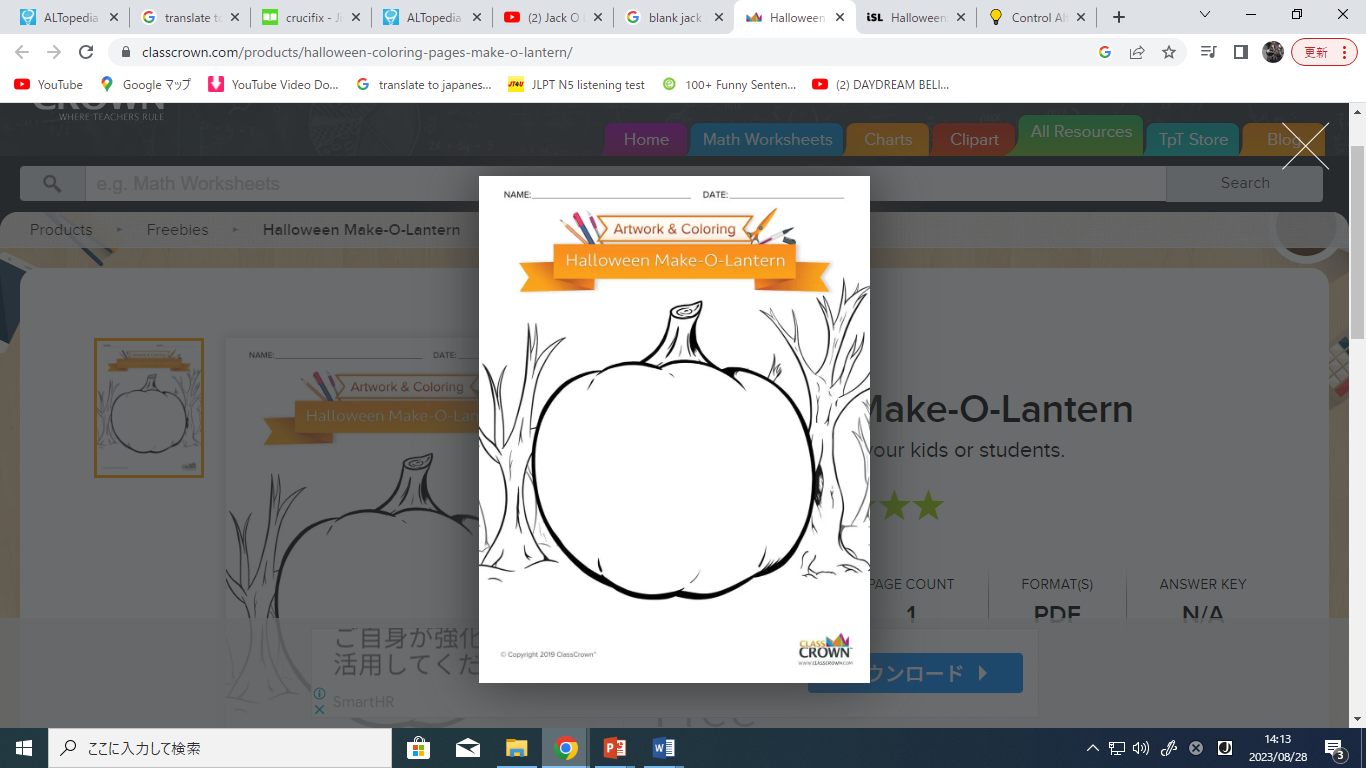 ALTopedia
translate to
crucifix - J
ALTopedia
(2) Jack O
blank jack
Halloween
iSL Halloween
Control Al
classcrown.com/products/halloween-coloring-pages-make-o-lantern/
更新
YouTube
Google マップ
YouTube Video Do...
translate to japanes...
JLPT N5 listening test
100+ Funny Senten...
(2) DAYDREAM BELI...
CROWN
WHERE TEACHERS RULE
Home
Math Worksheets
Charts
Clipart
All Resources
TpT Store
Blog
e.g. Math Worksheets
Search
Products
Freebies
Halloween Make-O-Lantern
NAME:
DATE:
Artwork & Coloring
Halloween Make-O-Lantern
© Copyright 2019 ClassCrown™
CLASS
CROWN
WWW.CLASSCROWN.COM
NAME:
DATE:
Artwork & Coloring
Halloween Make-O-Lan
Make-O-Lantern
your kids or students.
PAGE COUNT
1
FORMAT(S)
PDF
ANSWER KEY
N/A
ご自身が強化
活用してくだ
SmartHR
ウンロード
Free
ここに入力して検索
14:13
2023/08/28
3